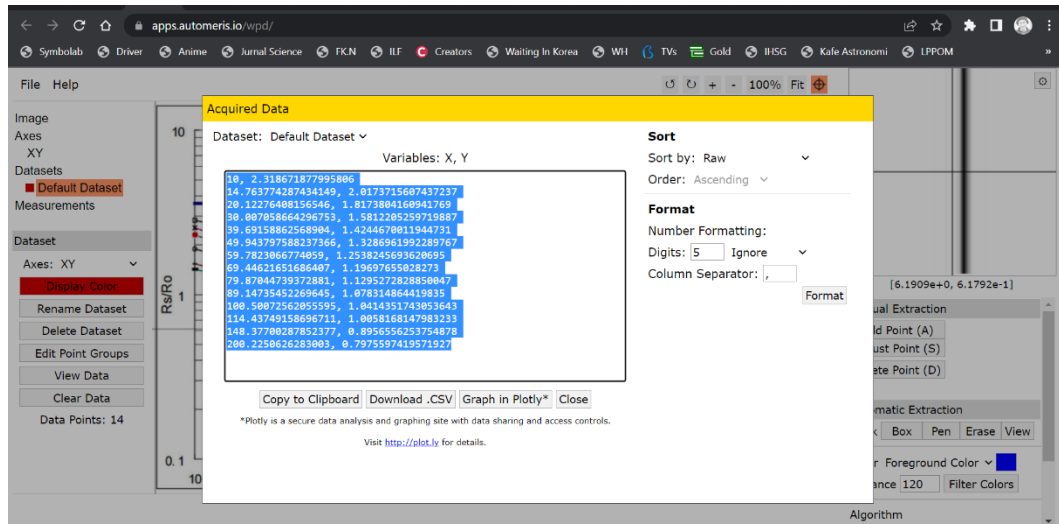 apps.automeris.io/wpd/
Symbolab Driver Anime Jurnal Science FK.N ILF Creators Waiting In Korea WH TVs Gold IHSG Kafe Astronomi LPPOM »
File Help
+ - 100% Fit
Image
Axes
XY
Datasets
Default Dataset
Measurements
Dataset
Axes: XY
Display Color
Rename Dataset
Delete Dataset
Edit Point Groups
View Data
Clear Data
Data Points: 14
10
Rs/Ro
1
0.1
10
Acquired Data
Dataset: Default Dataset
Variables: X, Y
10, 2.318671877995806
14.763774287434149, 2.0173715607437237
20.12276408156546, 1.8173804160941769
30.007058664296753, 1.5812205259719887
39.69158862568904, 1.4244670011944731
49.943797588237366, 1.3286961992289767
59.7823066774059, 1.2538245693620695
69.44621651686407, 1.19697655028273
79.87044739372881, 1.1295272828850047
89.14735452269645, 1.078314864419835
100.50072562055595, 1.0414351743053643
114.43749158696711, 1.0058168147983233
148.37700287852377, 0.8956556253754878
200.2250626283003, 0.7975597419571927
Copy to Clipboard Download .CSV Graph in Plotly* Close
*Plotly is a secure data analysis and graphing site with data sharing and access controls.
Visit http://plot.ly for details.
Sort
Sort by: Raw
Order: Ascending
Format
Number Formatting:
Digits: 5 Ignore
Column Separator: ,
Format
[6.1909e+0, 6.1792e-1]
ual Extraction
ld Point (A)
ust Point (S)
ete Point (D)
omatic Extraction
k Box Pen Erase View
r Foreground Color
ance 120 Filter Colors
Algorithm